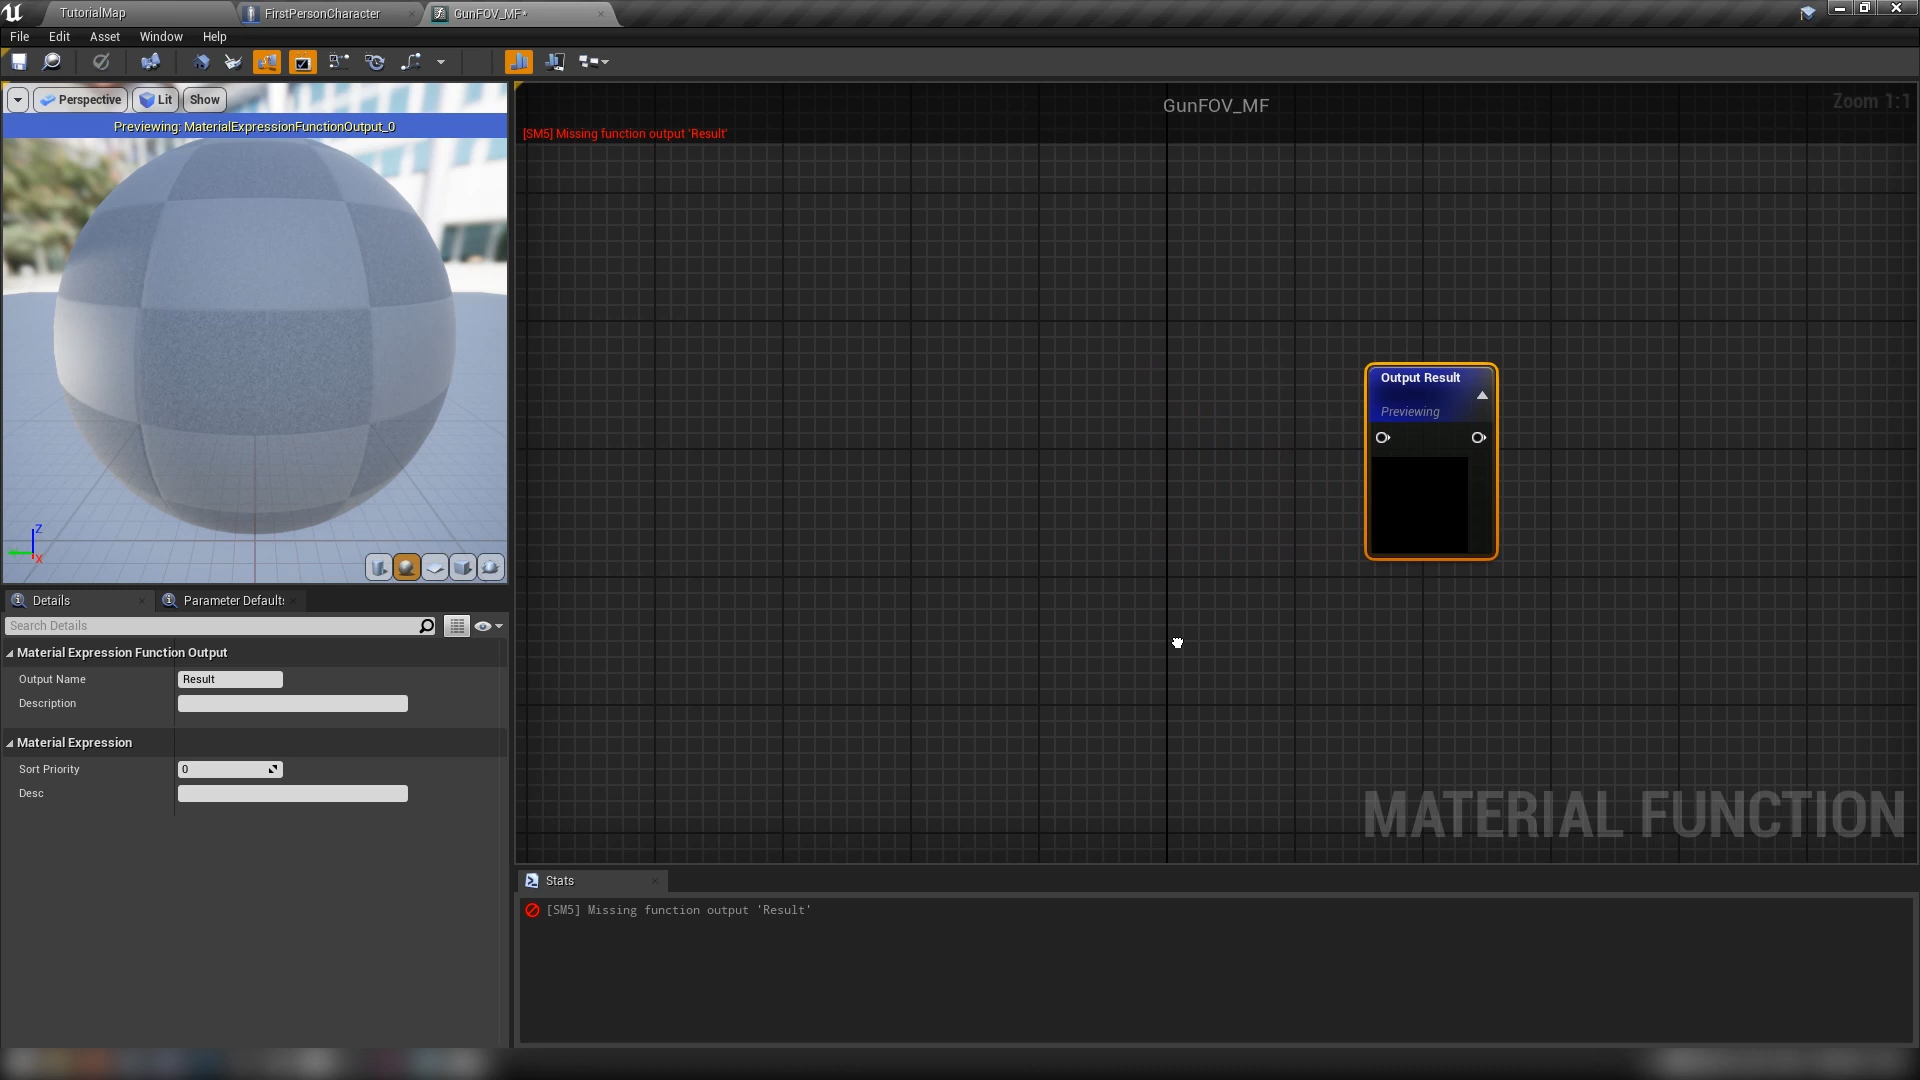 TutorialMap
FirstPersonCharacter
GunFOV_MF*
File
Edit
Asset
Window
Help
Perspective
Lit
Show
Previewing: MaterialExpressionFunctionOutput_0
Z
X
GunFOV_MF
Zoom 1:1
[SM5] Missing function output 'Result'
Output Result
Previewing
MATERIAL FUNCTION
Details
Parameter Defaults
Search Details
Material Expression Function Output
Output Name
Result
Description
Material Expression
Sort Priority
0
Desc
Stats
[SM5] Missing function output 'Result'